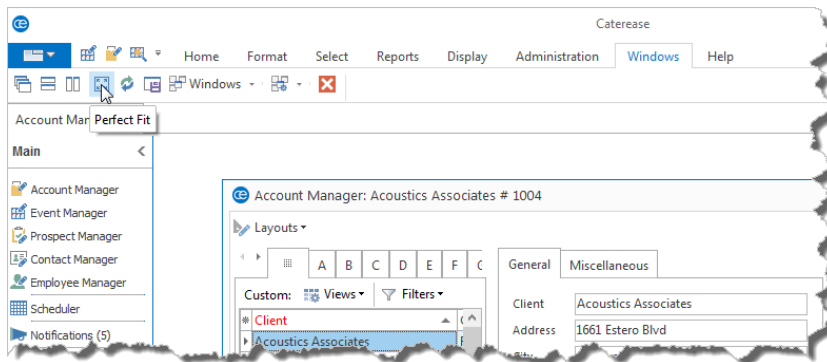 Caterease
Home Format Select Reports Display Administration Windows Help
Windows
Account Mar
Perfect Fit
Main
Account Manager
Event Manager
Prospect Manager
Contact Manager
Employee Manager
Scheduler
Notifications (5)
Account Manager: Acoustics Associates # 1004
Layouts
A B C D E F
General Miscellaneous
Custom: Views Filters
Client
Acoustics Associates
Client Acoustics Associates
Address 1661 Estero Blvd